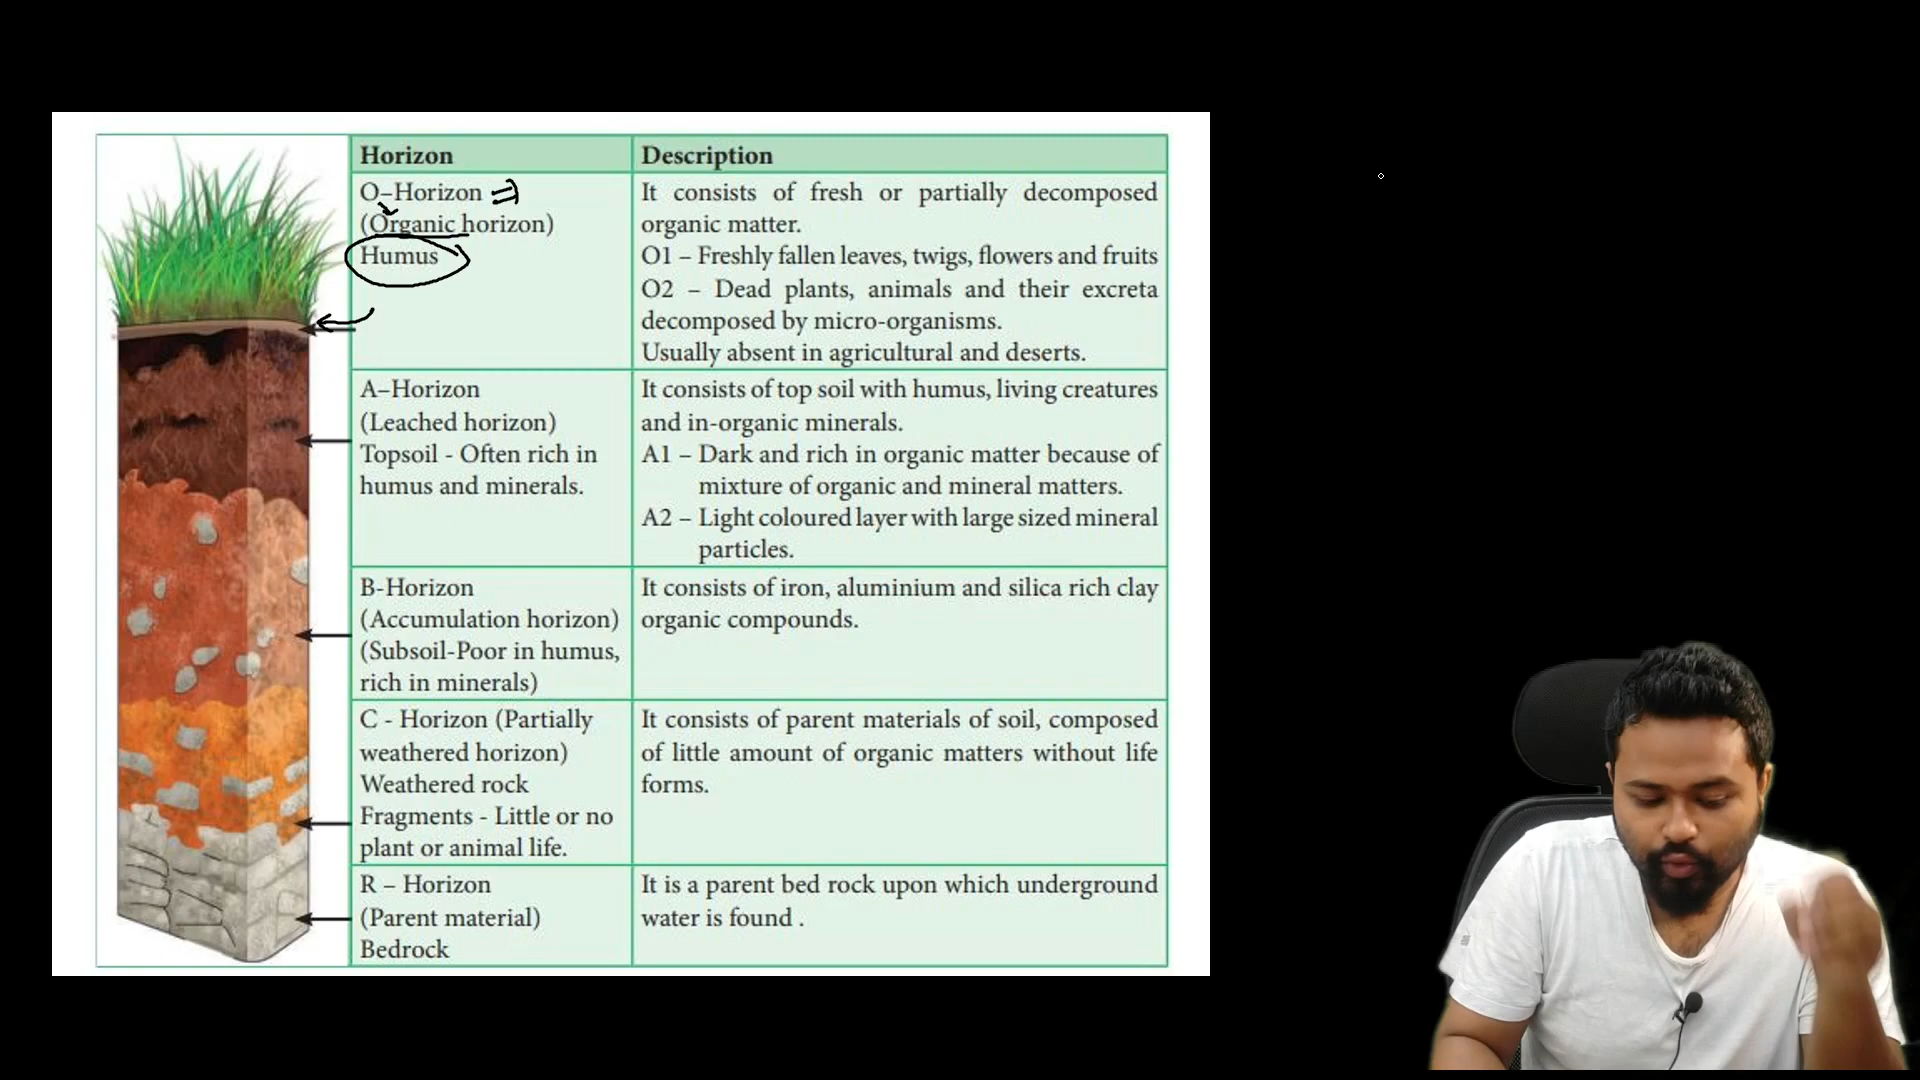 Horizon
Description
O–Horizon
(Organic horizon)
Humus
It consists of fresh or partially decomposed
organic matter.
O1 – Freshly fallen leaves, twigs, flowers and fruits
O2 – Dead plants, animals and their excreta
decomposed by micro-organisms.
Usually absent in agricultural and deserts.
A–Horizon
(Leached horizon)
Topsoil - Often rich in
humus and minerals.
It consists of top soil with humus, living creatures
and in-organic minerals.
A1 – Dark and rich in organic matter because of
mixture of organic and mineral matters.
A2 – Light coloured layer with large sized mineral
particles.
B-Horizon
(Accumulation horizon)
(Subsoil-Poor in humus,
rich in minerals)
It consists of iron, aluminium and silica rich clay
organic compounds.
C - Horizon (Partially
weathered horizon)
Weathered rock
Fragments - Little or no
plant or animal life.
It consists of parent materials of soil, composed
of little amount of organic matters without life
forms.
R – Horizon
(Parent material)
Bedrock
It is a parent bed rock upon which underground
water is found .